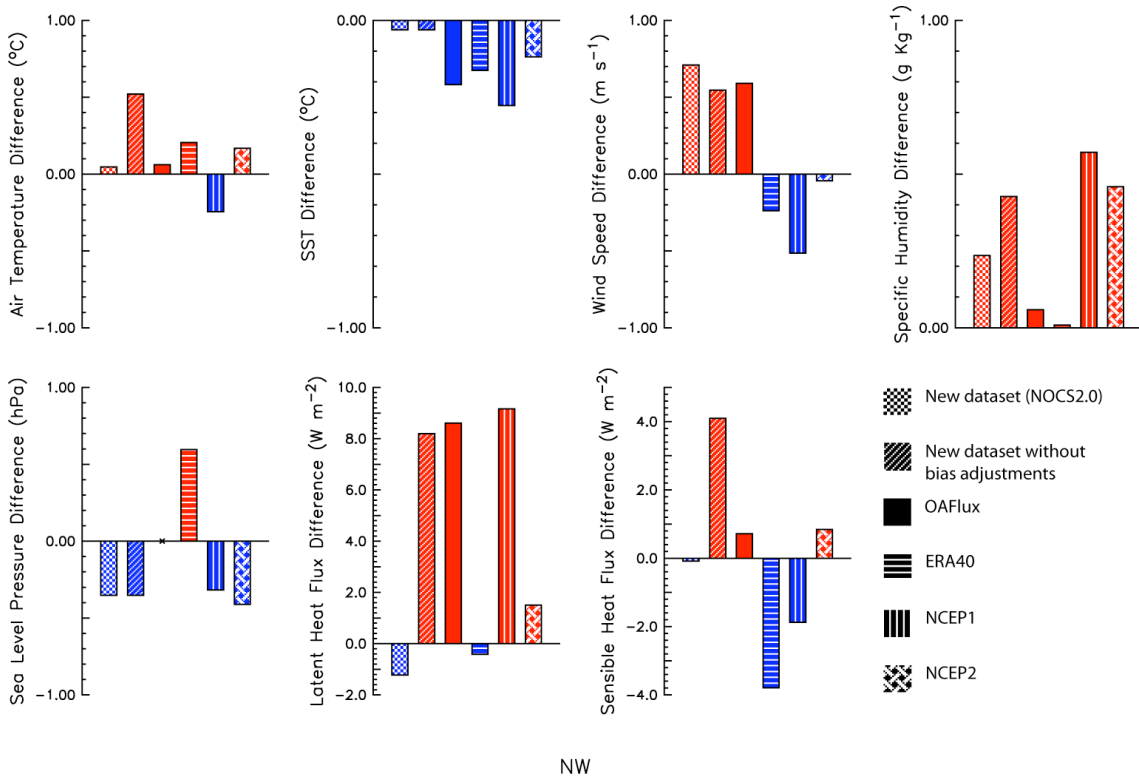 Air Temperature Difference (°C)
1.00
0.00
−1.00
SST Difference (°C)
0.00
−1.00
Wind Speed Difference (m s⁻¹)
1.00
0.00
−1.00
Specific Humidity Difference (g Kg⁻¹)
1.00
0.00
Sea Level Pressure Difference (hPa)
1.00
0.00
−1.00
Latent Heat Flux Difference (W m⁻²)
10.0
8.0
6.0
4.0
2.0
0.0
−2.0
Sensible Heat Flux Difference (W m⁻²)
4.0
2.0
0.0
−2.0
−4.0
New dataset (NOCS2.0)
New dataset without
bias adjustments
OAFlux
ERA40
NCEP1
NCEP2
NW